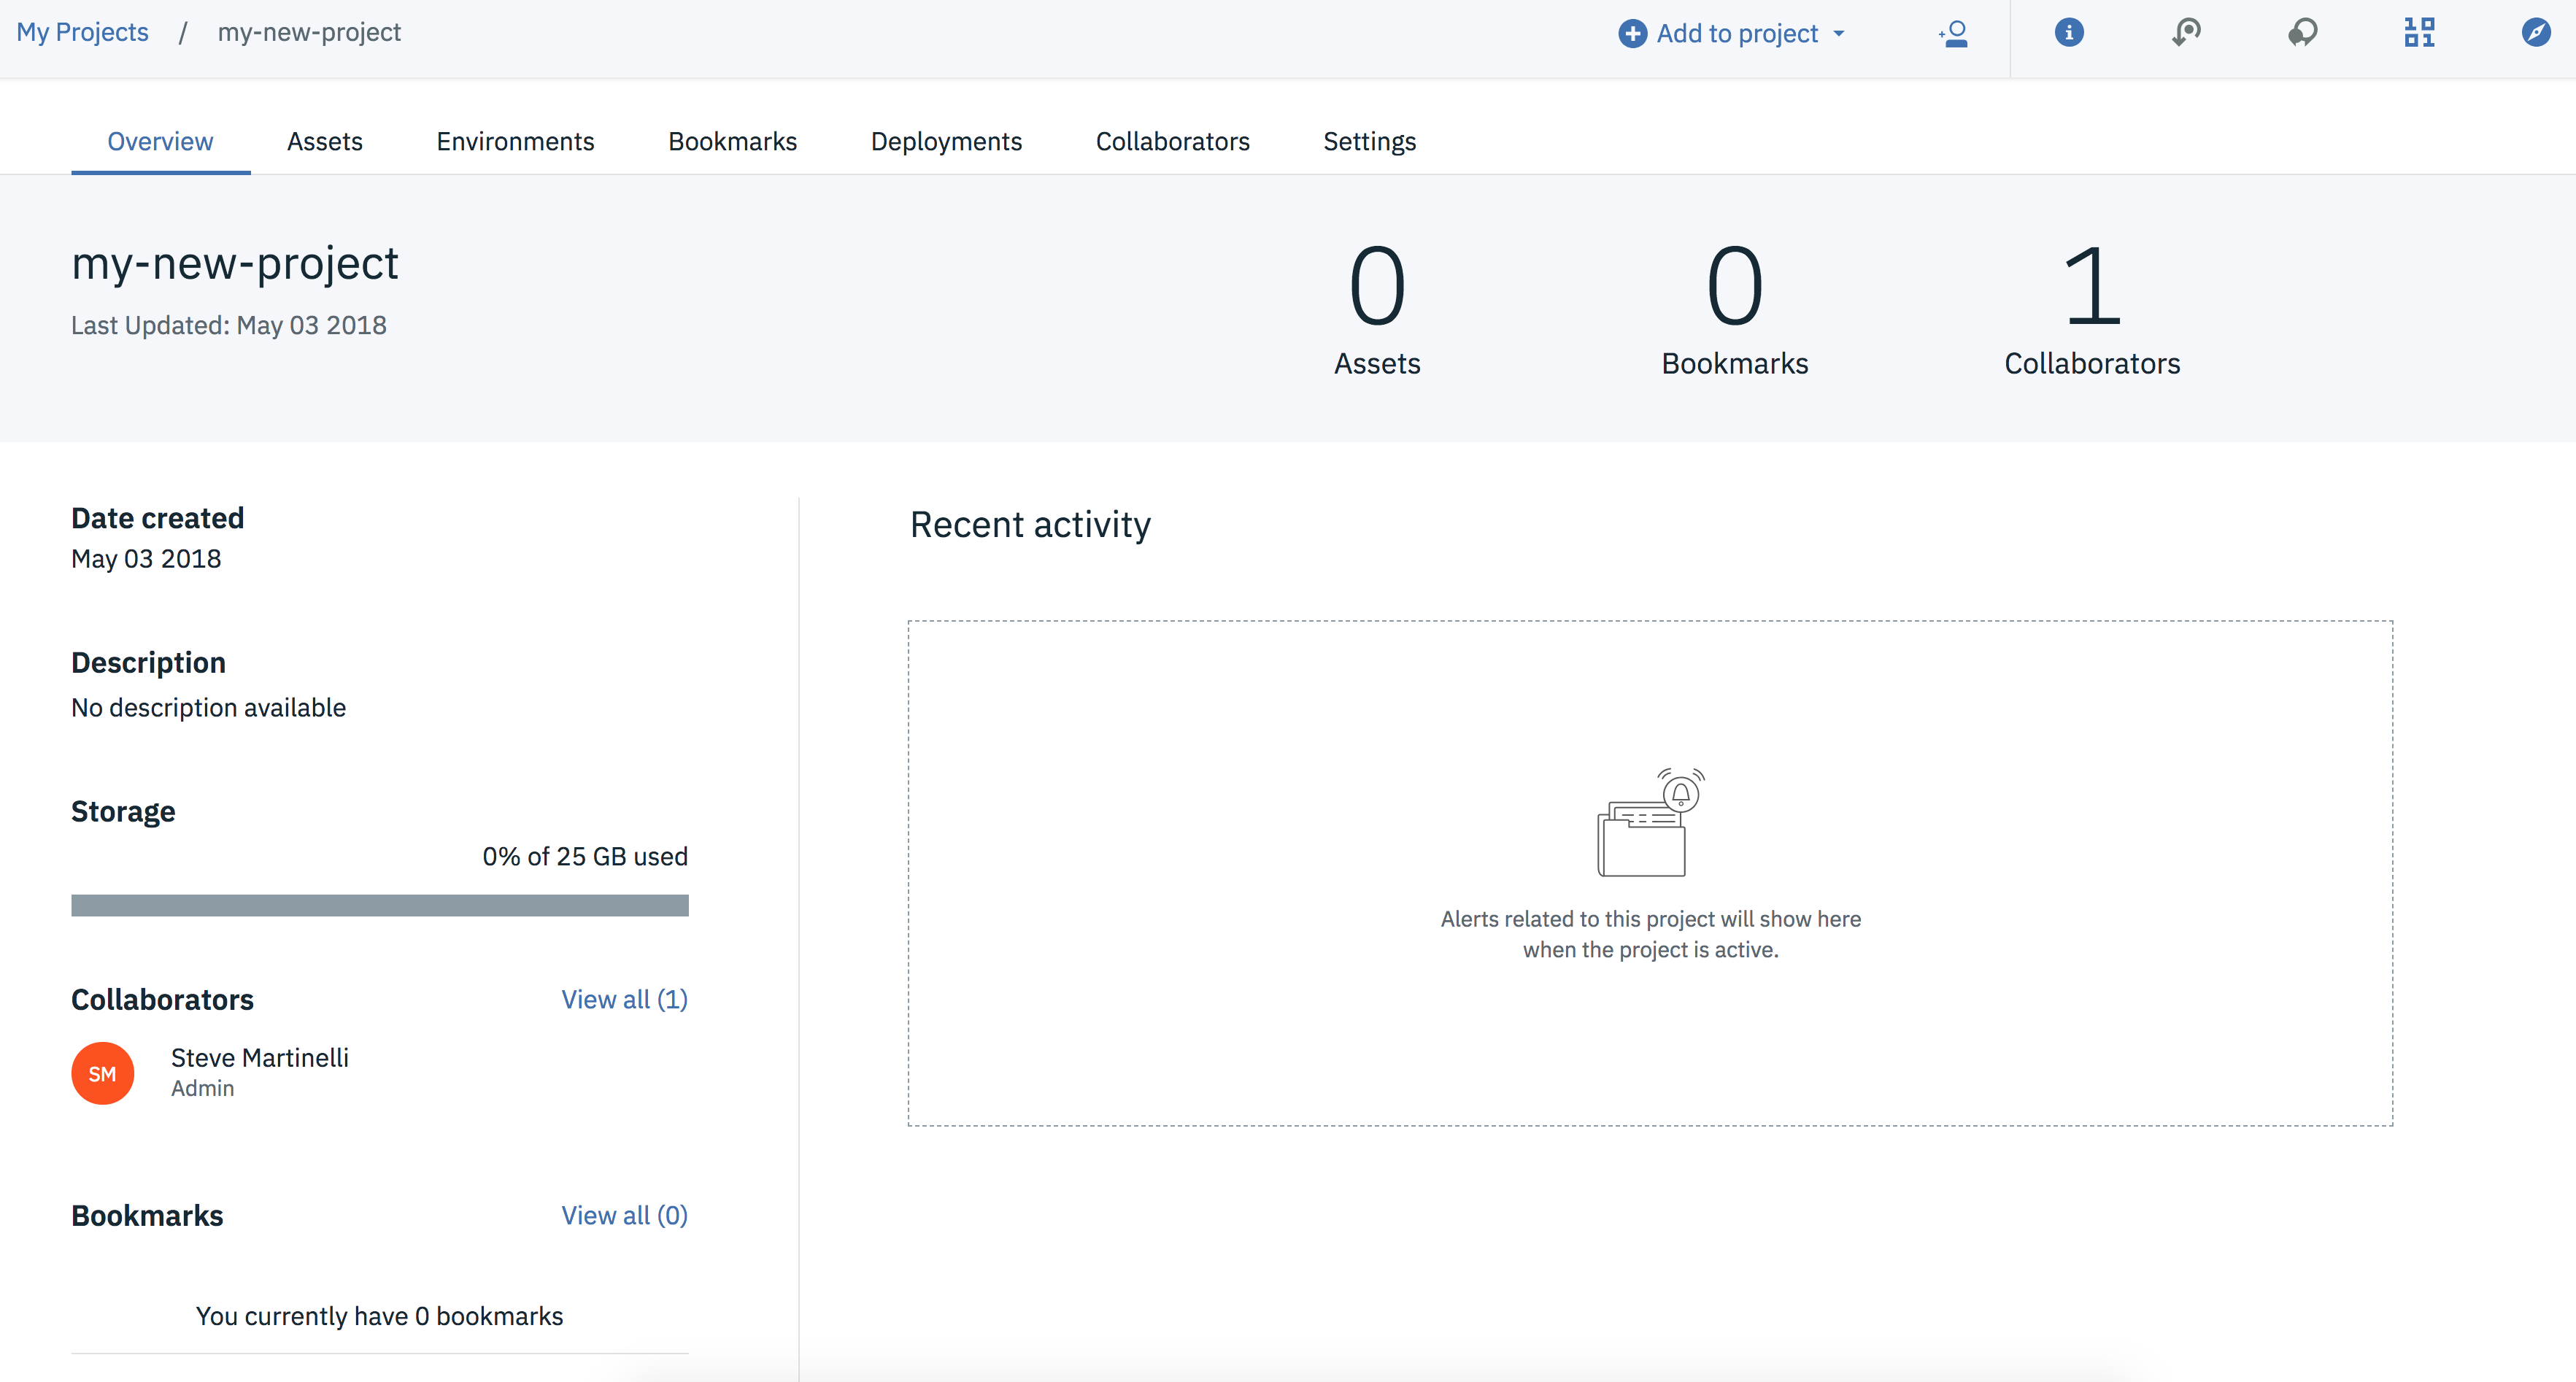 My Projects / my-new-project
Add to project
Overview Assets Environments Bookmarks Deployments Collaborators Settings
my-new-project
Last Updated: May 03 2018
0 0 1
Assets Bookmarks Collaborators
Date created
May 03 2018
Description
No description available
Storage
0% of 25 GB used
Collaborators View all (1)
SM
Steve Martinelli
Admin
Bookmarks View all (0)
You currently have 0 bookmarks
Recent activity
Alerts related to this project will show here
when the project is active.